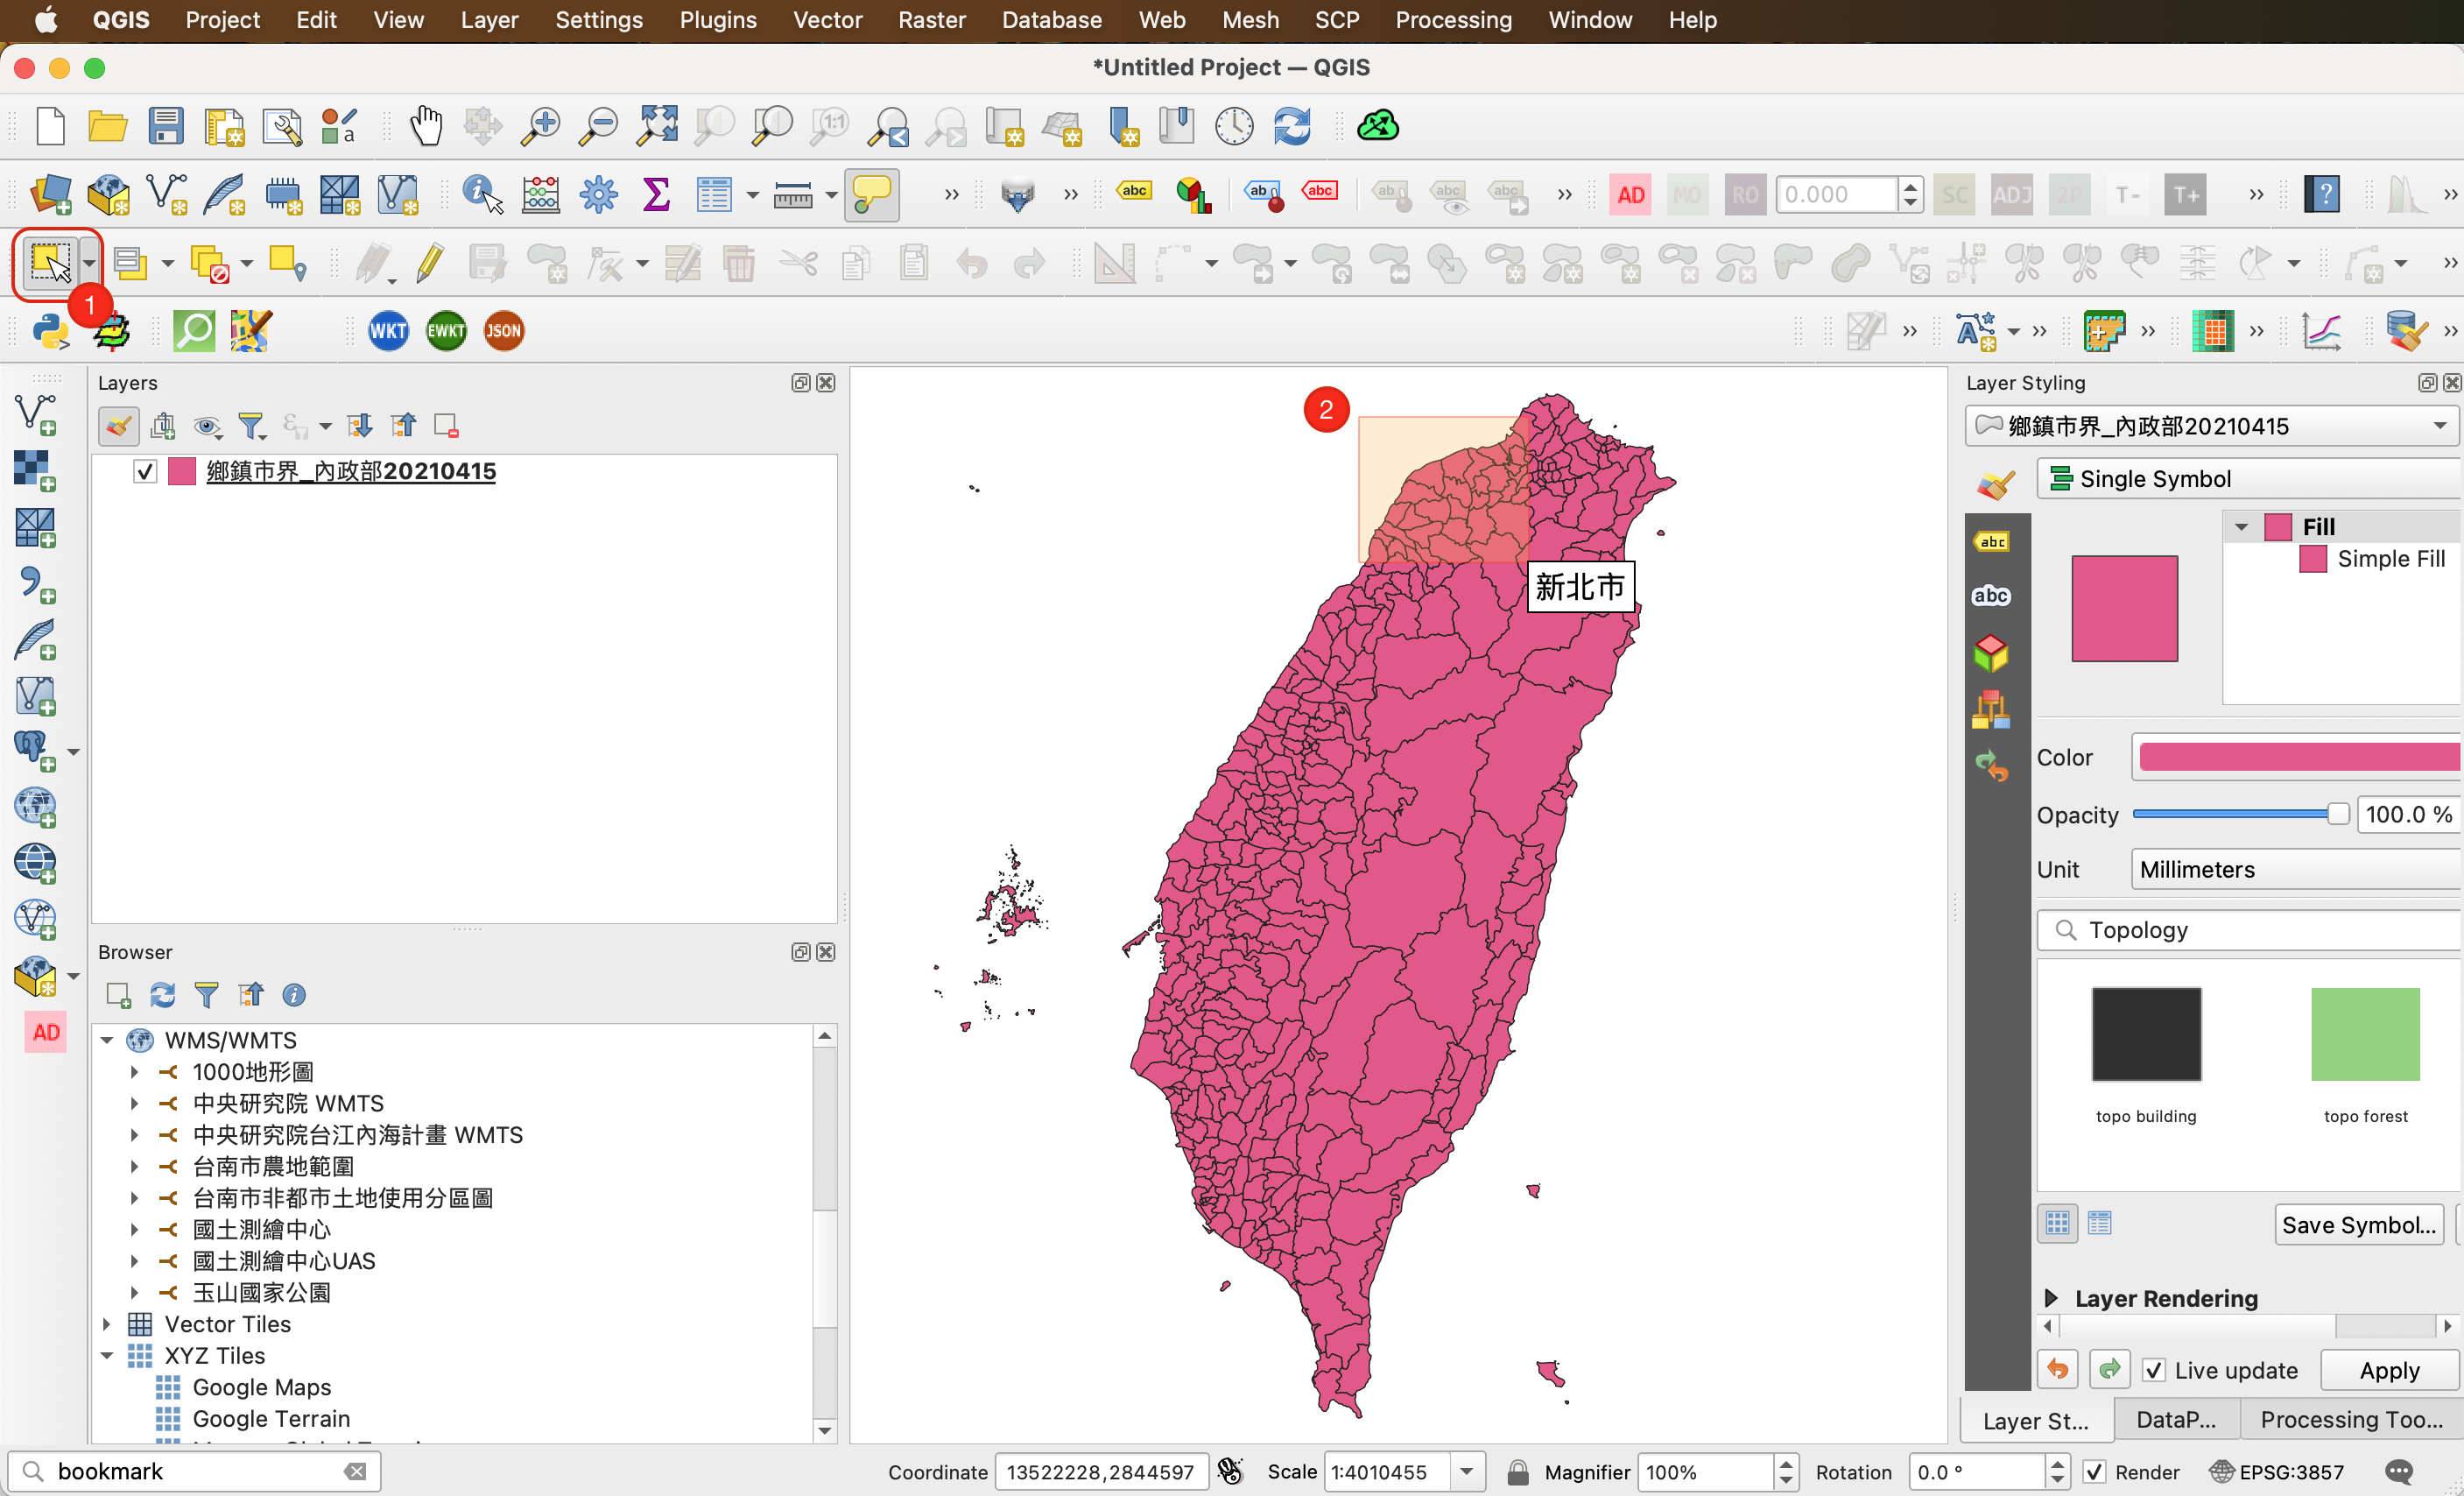 QGIS Project Edit View Layer Settings Plugins Vector Raster Database Web Mesh SCP Processing Window Help
*Untitled Project — QGIS
a
1:1
abc ab abc ab abc abc AD MO RO 0.000 SC ADJ 2P T- T+ ?
1
WKT EWKT JSON
Layers
鄉鎮市界_內政部20210415
Browser
WMS/WMTS
1000地形圖
中央研究院 WMTS
中央研究院台江內海計畫 WMTS
台南市農地範圍
台南市非都市土地使用分區圖
國土測繪中心
國土測繪中心UAS
玉山國家公園
Vector Tiles
XYZ Tiles
Google Maps
Google Terrain
AD
2
新北市
Layer Styling
鄉鎮市界_內政部20210415
Single Symbol
abc
abc
Fill
Simple Fill
Color
Opacity 100.0 %
Unit Millimeters
Topology
topo building topo forest
Save Symbol...
Layer Rendering
Live update Apply
Layer St... DataP... Processing Too...
bookmark Coordinate 13522228,2844597 Scale 1:4010455 Magnifier 100% Rotation 0.0 ° Render EPSG:3857